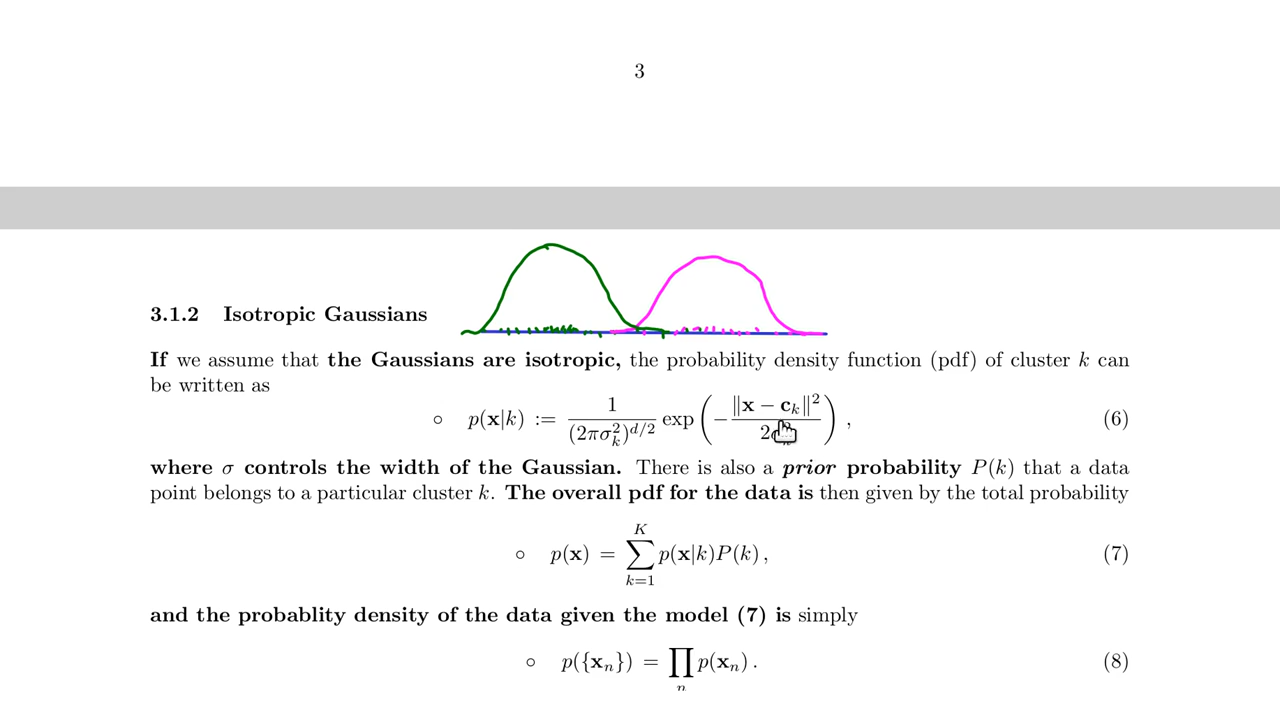 3
3.1.2 Isotropic Gaussians
If we assume that the Gaussians are isotropic, the probability density function (pdf) of cluster k can
be written as
◦ p(x|k) := 1/(2πσ_k^2)^{d/2} exp(−‖x − c_k‖^2/2σ_k^2) , (6)
where σ controls the width of the Gaussian. There is also a prior probability P(k) that a data
point belongs to a particular cluster k. The overall pdf for the data is then given by the total probability
◦ p(x) = ∑_{k=1}^{K} p(x|k)P(k) , (7)
and the probablity density of the data given the model (7) is simply
◦ p({x_n}) = ∏_n p(x_n) . (8)